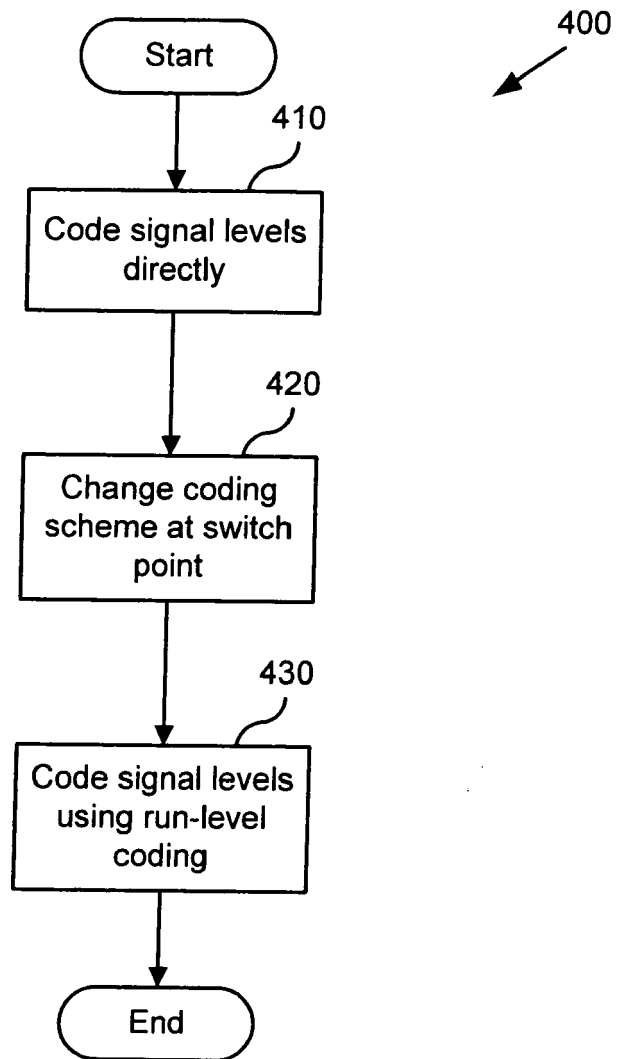 400
Start
410
Code signal levels
directly
420
Change coding
scheme at switch
point
430
Code signal levels
using run-level
coding
End